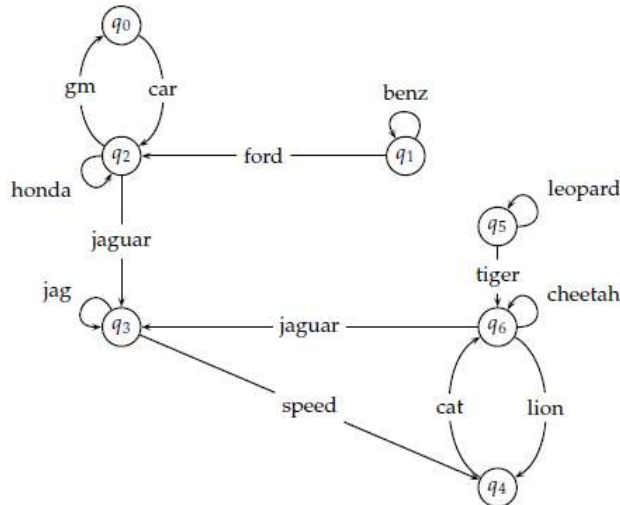 q0
gm
car
benz
q2
ford
q1
honda
leopard
q5
jaguar
tiger
jag
cheetah
q3
jaguar
q6
speed
cat
lion
q4